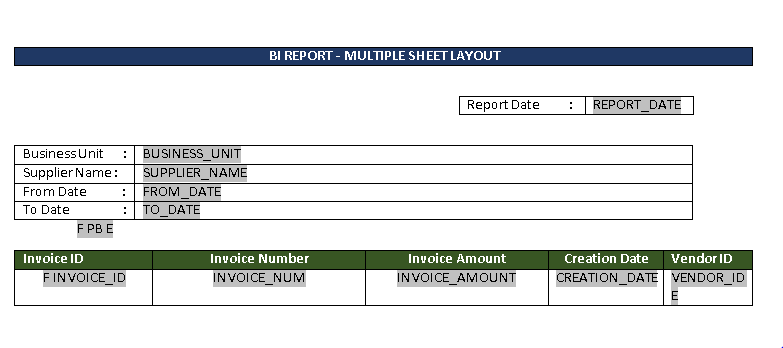 BI REPORT - MULTIPLE SHEET LAYOUT
Report Date : REPORT_DATE
Business Unit : BUSINESS_UNIT
Supplier Name : SUPPLIER_NAME
From Date : FROM_DATE
To Date : TO_DATE
F PB E
Invoice ID Invoice Number Invoice Amount Creation Date Vendor ID
F INVOICE_ID INVOICE_NUM INVOICE_AMOUNT CREATION_DATE VENDOR_ID
E